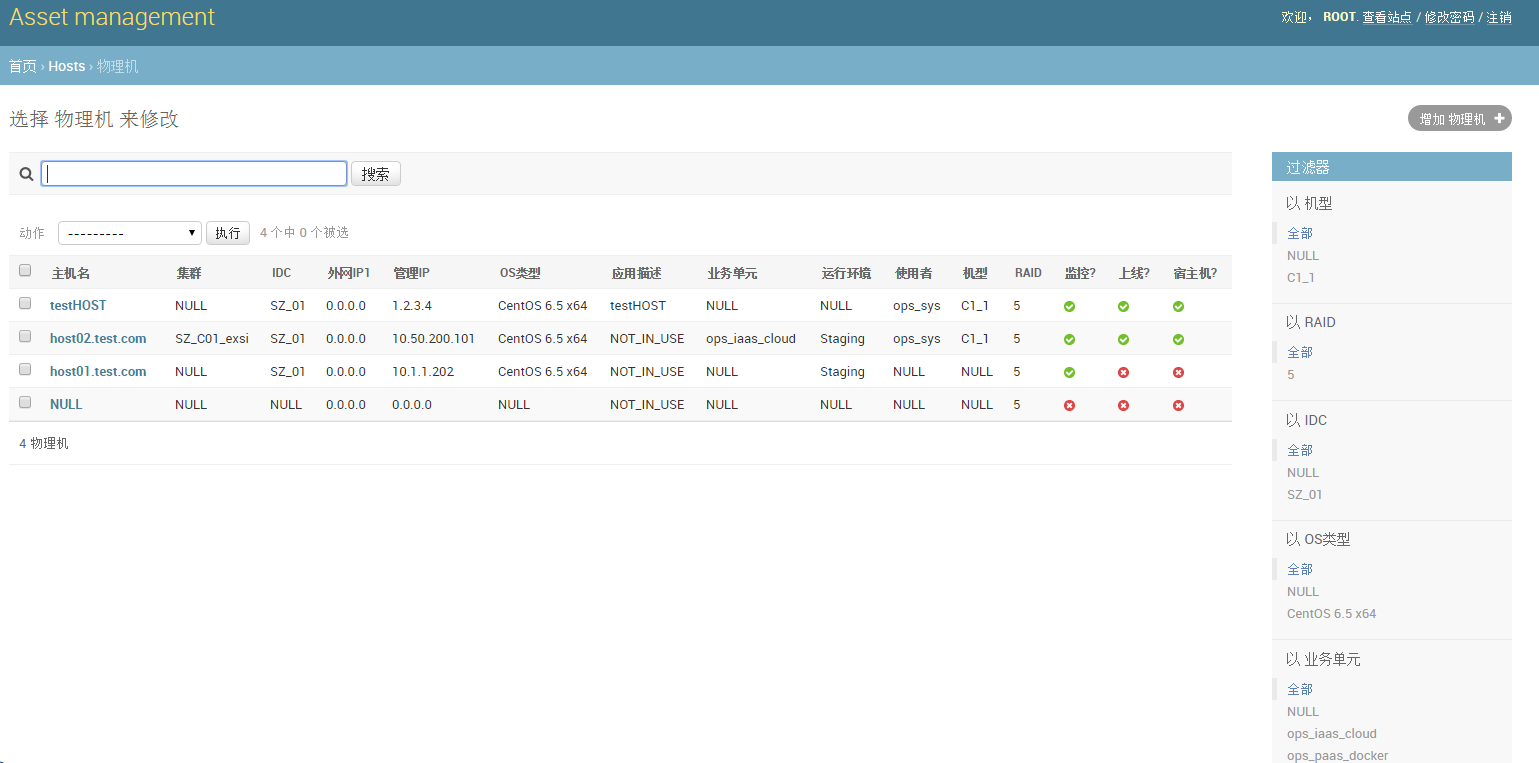 Asset management
欢迎， ROOT. 查看站点 / 修改密码 / 注销
首页 › Hosts › 物理机
选择 物理机 来修改
增加 物理机 +
搜索
动作 --------- 执行 4 个中 0 个被选
主机名 集群 IDC 外网IP1 管理IP OS类型 应用描述 业务单元 运行环境 使用者 机型 RAID 监控? 上线? 宿主机?
testHOST NULL SZ_01 0.0.0.0 1.2.3.4 CentOS 6.5 x64 testHOST NULL NULL ops_sys C1_1 5
host02.test.com SZ_C01_exsi SZ_01 0.0.0.0 10.50.200.101 CentOS 6.5 x64 NOT_IN_USE ops_iaas_cloud Staging ops_sys C1_1 5
host01.test.com NULL SZ_01 0.0.0.0 10.1.1.202 CentOS 6.5 x64 NOT_IN_USE NULL Staging NULL NULL 5
NULL NULL NULL 0.0.0.0 0.0.0.0 NULL NOT_IN_USE NULL NULL NULL NULL 5
4 物理机
过滤器
以 机型
全部
NULL
C1_1
以 RAID
全部
5
以 IDC
全部
NULL
SZ_01
以 OS类型
全部
NULL
CentOS 6.5 x64
以 业务单元
全部
NULL
ops_iaas_cloud
ops_paas_docker